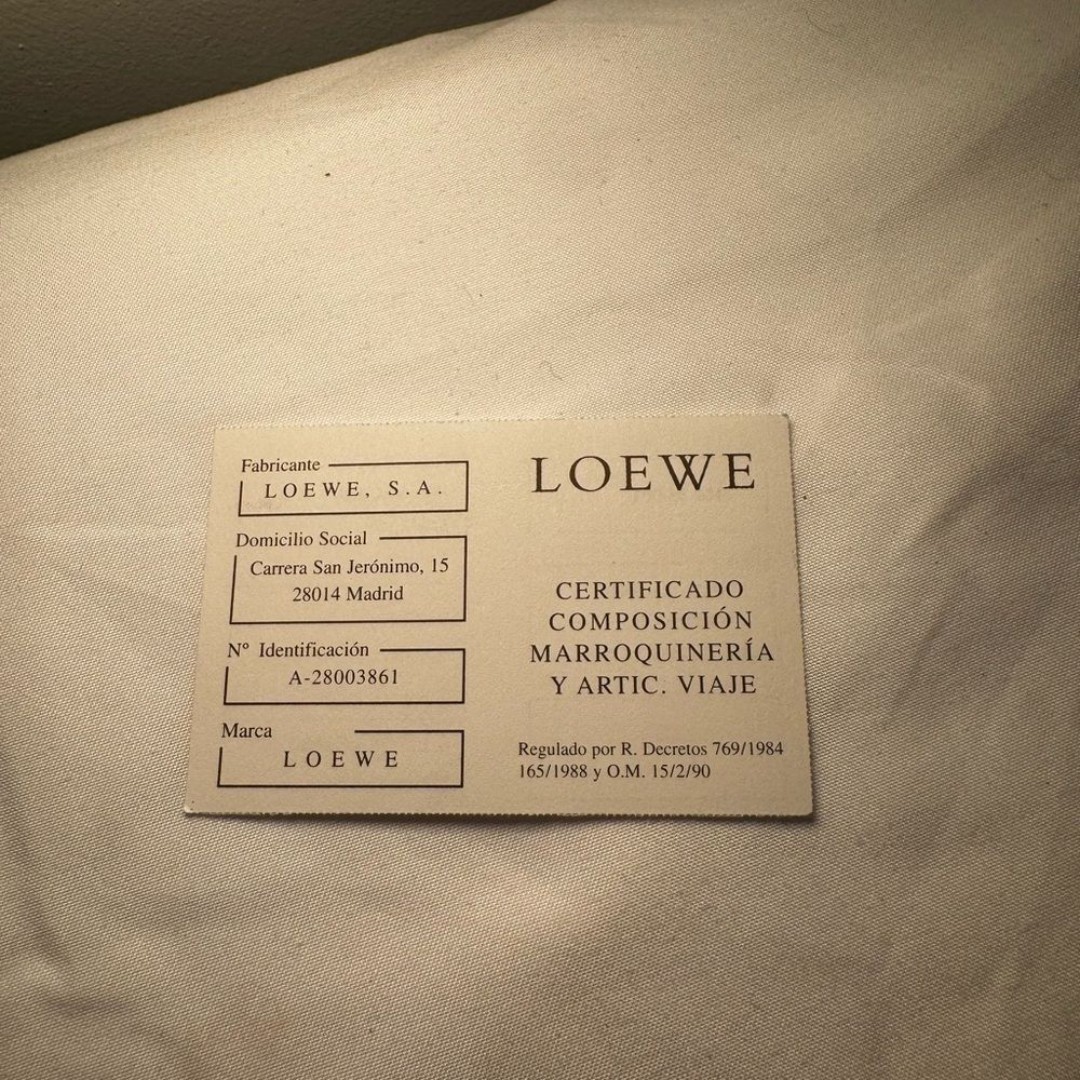 Fabricante
LOEWE, S.A.
Domicilio Social
Carrera San Jerónimo, 15
28014 Madrid
Nº Identificación
A-28003861
Marca
LOEWE
LOEWE
CERTIFICADO
COMPOSICIÓN
MARROQUINERÍA
Y ARTIC. VIAJE
Regulado por R. Decretos 769/1984
165/1988 y O.M. 15/2/90